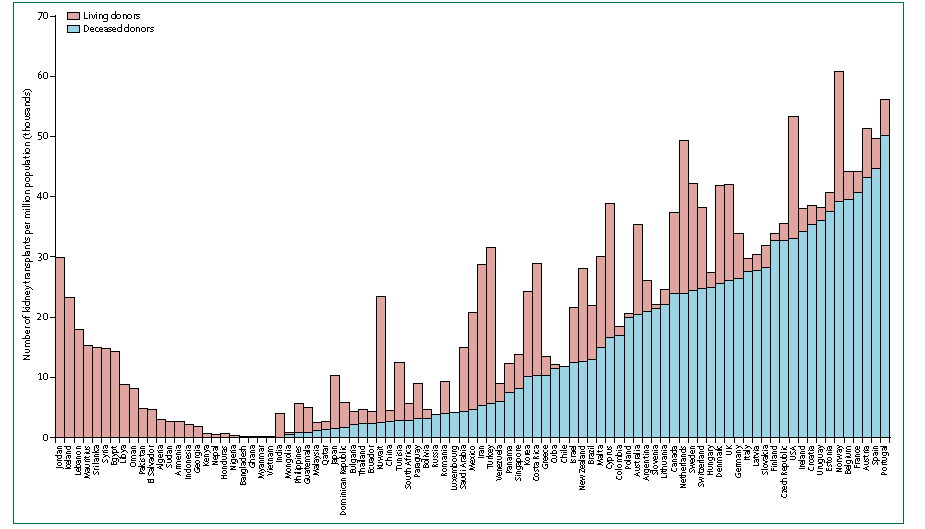 70
60
50
40
30
20
10
0
Number of kidney transplants per million population (thousands)
Living donors
Deceased donors
Jordan
Iceland
Lebanon
Mauritius
Sri Lanka
Syria
Egypt
Libya
Oman
Pakistan
El Salvador
Algeria
Sudan
Armenia
Indonesia
Georgia
Kenya
Nepal
Honduras
Nigeria
Bangladesh
Ghana
Myanmar
Vietnam
India
Mongolia
Philippines
Guatemala
Malaysia
Qatar
Japan
Dominican Republic
Bulgaria
Thailand
Ecuador
Kuwait
China
Tunisia
South Africa
Paraguay
Bolivia
Russia
Romania
Luxembourg
Saudi Arabia
Mexico
Iran
Turkey
Venezuela
Panama
Singapore
Korea
Costa Rica
Greece
Cuba
Chile
Israel
New Zealand
Brazil
Malta
Cyprus
Colombia
Poland
Australia
Argentina
Slovenia
Lithuania
Canada
Netherlands
Sweden
Switzerland
Hungary
Denmark
UK
Germany
Italy
Latvia
Slovakia
Finland
Czech Republic
USA
Ireland
Croatia
Uruguay
Estonia
Norway
Belgium
France
Austria
Spain
Portugal